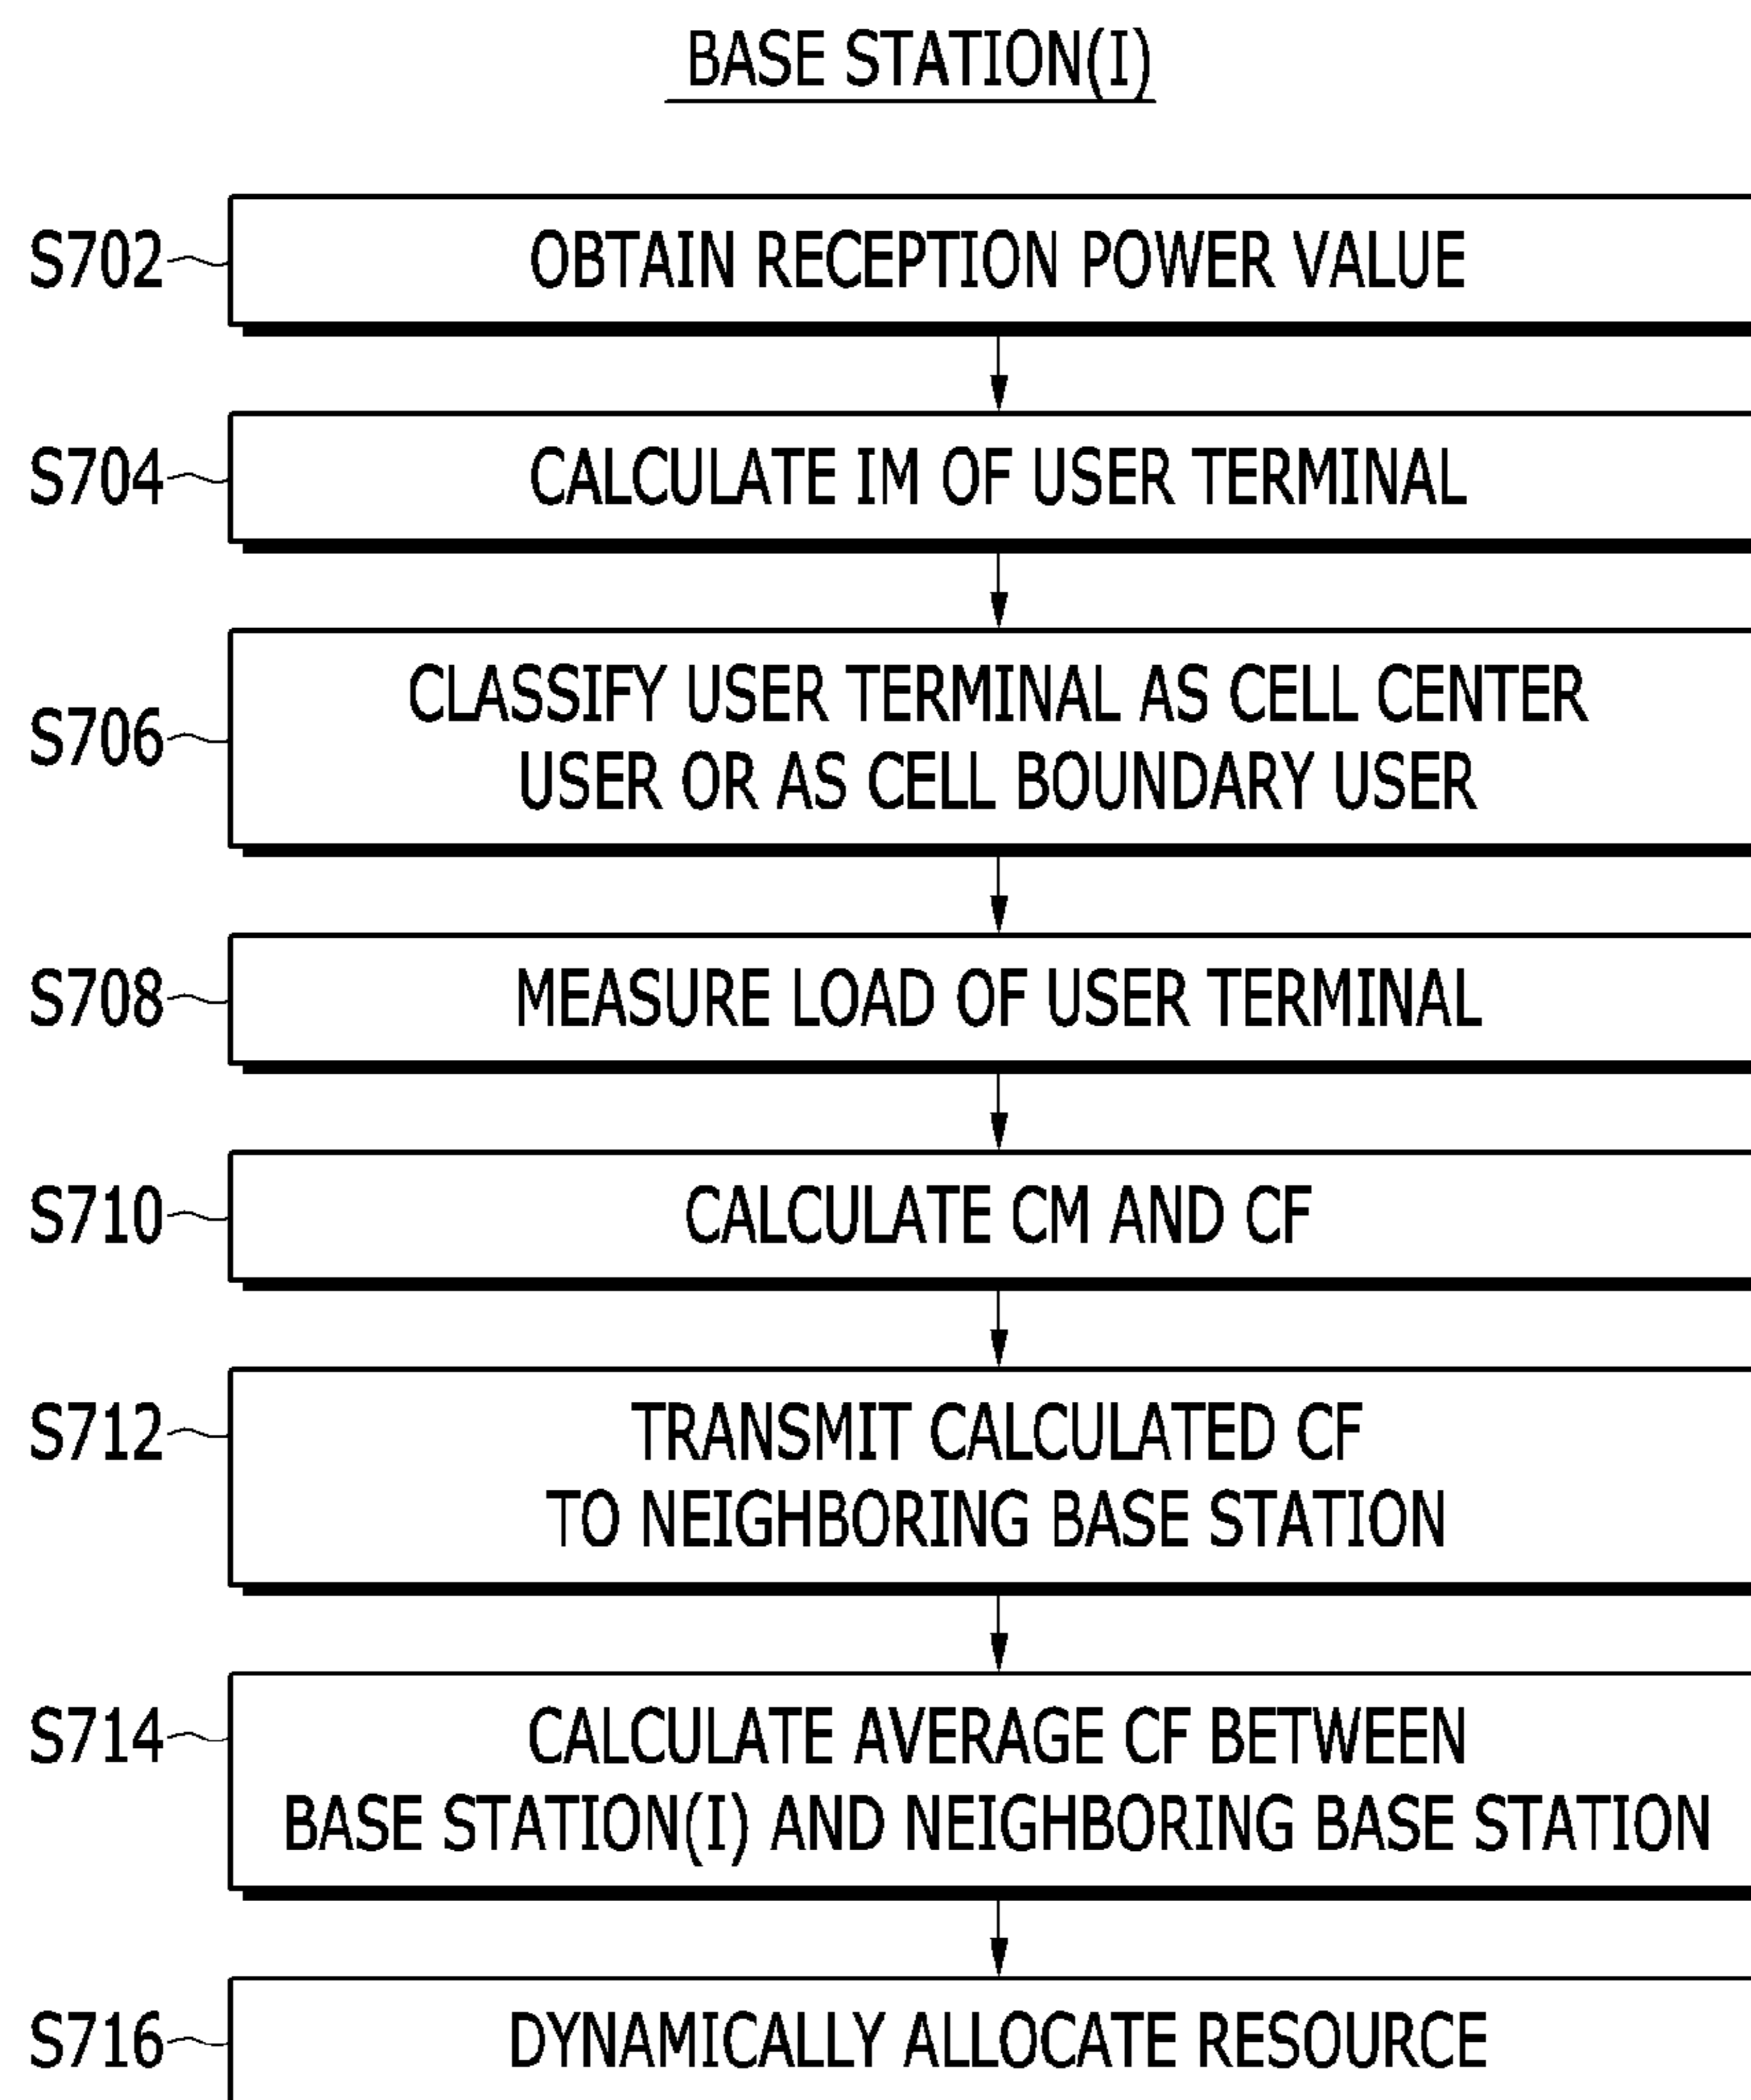 BASE STATION(I)
S702
OBTAIN RECEPTION POWER VALUE
S704
CALCULATE IM OF USER TERMINAL
S706
CLASSIFY USER TERMINAL AS CELL CENTER
USER OR AS CELL BOUNDARY USER
S708
MEASURE LOAD OF USER TERMINAL
S710
CALCULATE CM AND CF
S712
TRANSMIT CALCULATED CF
TO NEIGHBORING BASE STATION
S714
CALCULATE AVERAGE CF BETWEEN
BASE STATION(I) AND NEIGHBORING BASE STATION
S716
DYNAMICALLY ALLOCATE RESOURCE